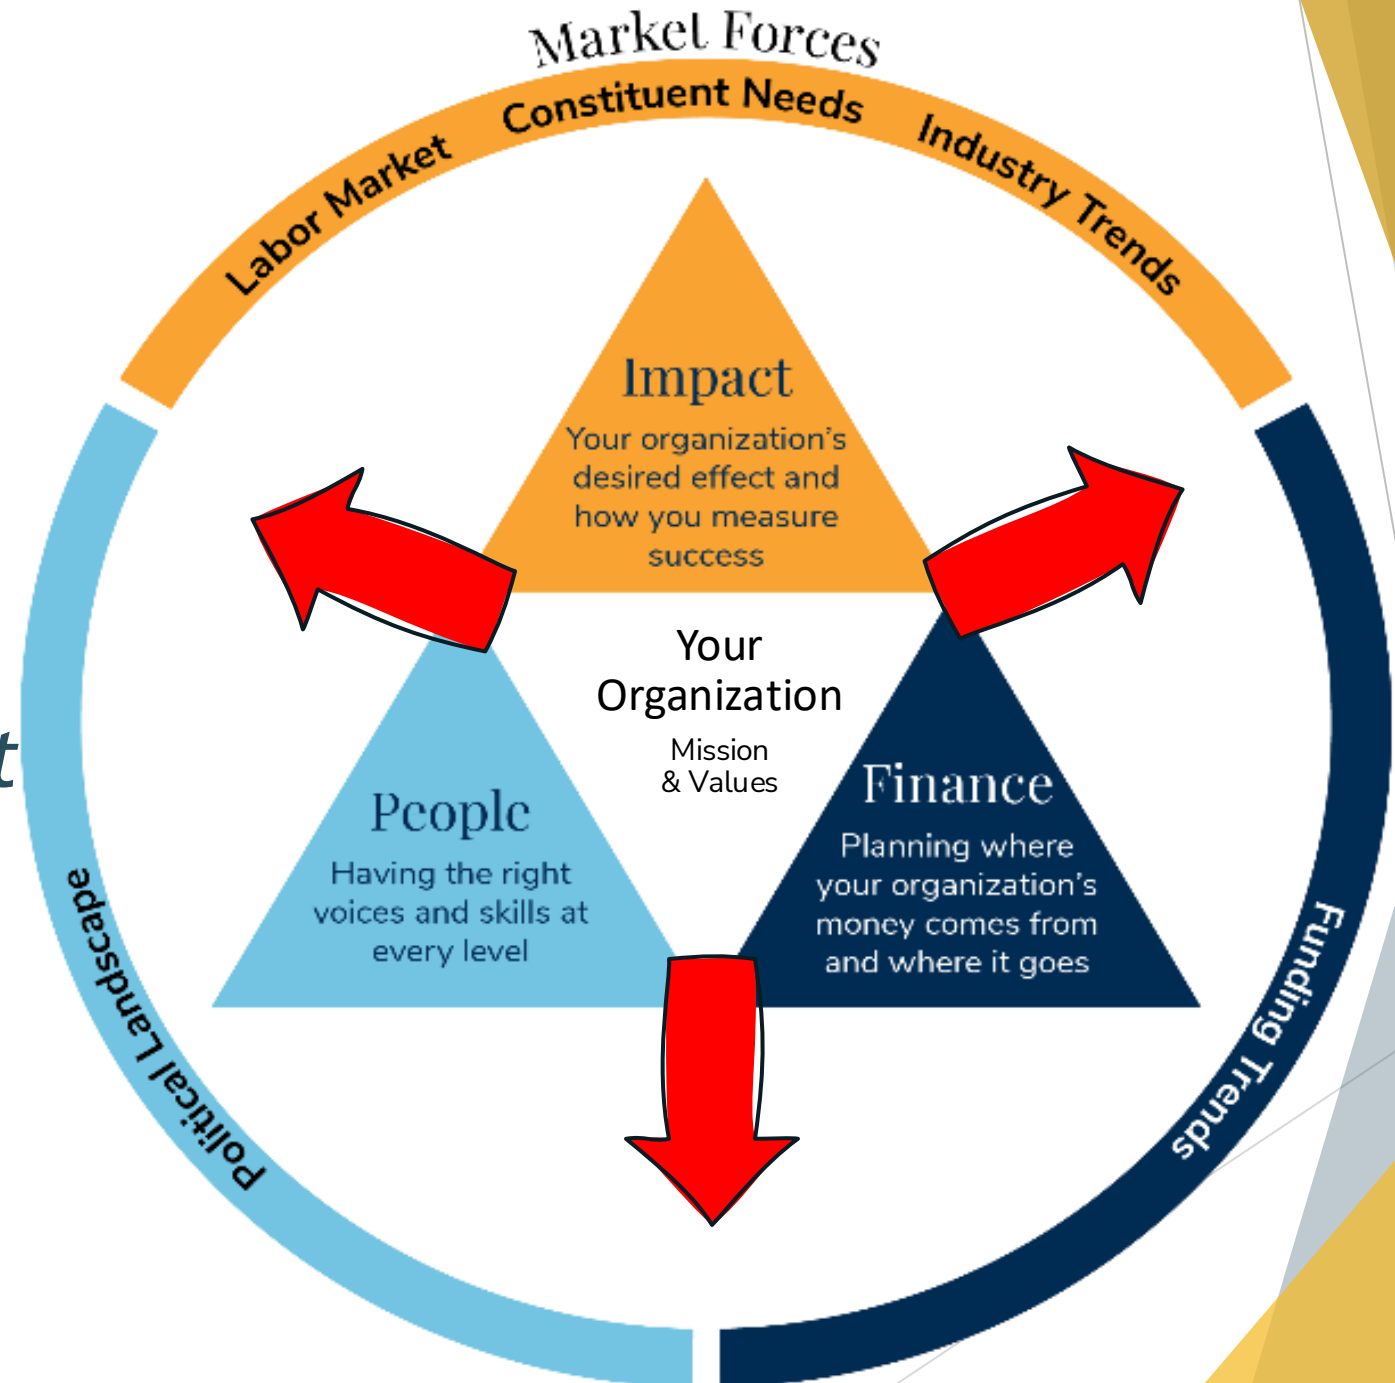 Market Forces
Labor Market
Constituent Needs
Industry Trends
Impact
Your organization's
desired effect and
how you measure
success
Your
Organization
Mission
& Values
People
Having the right
voices and skills at
every level
Finance
Planning where
your organization's
money comes from
and where it goes
t
Political Landscape
Funding Trends